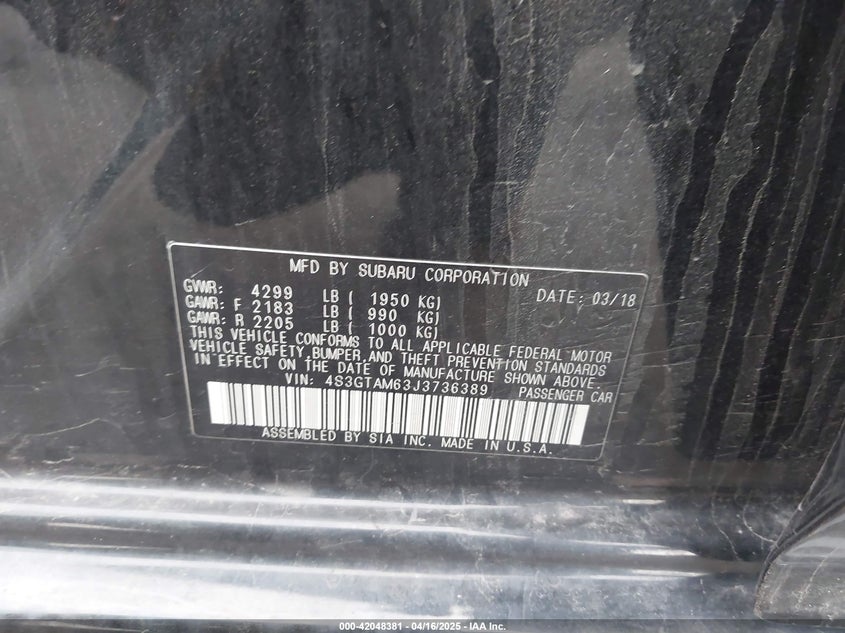 MFD BY SUBARU CORPORATION
GVWR: 4299 LB ( 1950 KG) DATE: 03/18
GAWR: F 2183 LB ( 990 KG)
GAWR: R 2205 LB ( 1000 KG)
THIS VEHICLE CONFORMS TO ALL APPLICABLE FEDERAL MOTOR
VEHICLE SAFETY, BUMPER, AND THEFT PREVENTION STANDARDS
IN EFFECT ON THE DATE OF MANUFACTURE SHOWN ABOVE.
VIN: 4S3GTAM63J3736389 PASSENGER CAR
ASSEMBLED BY SIA INC. MADE IN U.S.A.
000-42048381 - 04/16/2025 - IAA Inc.